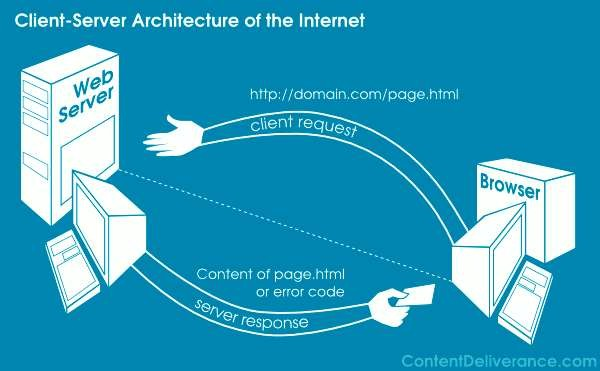 Client-Server Architecture of the Internet
Web
Server
http://domain.com/page.html
client request
Browser
Content of page.html
or error code
server response
ContentDeliverance.com